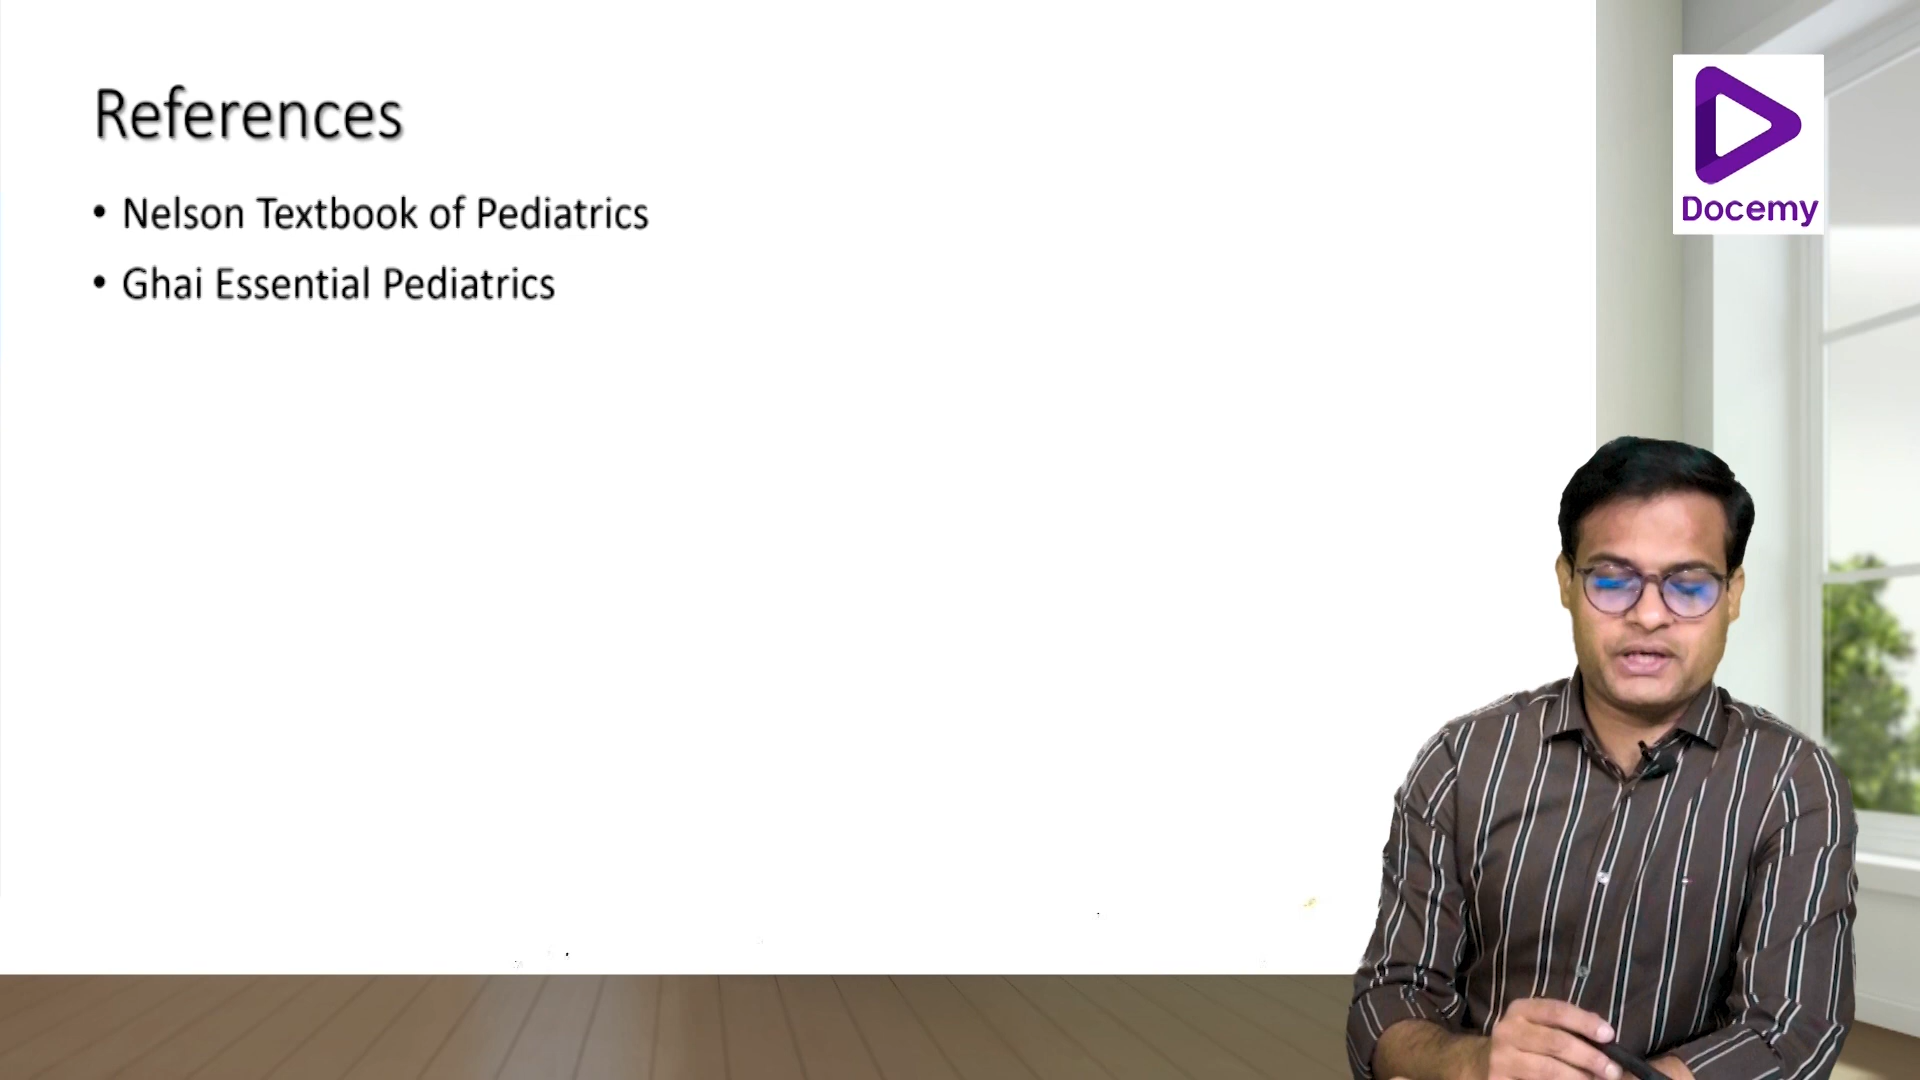 References
• Nelson Textbook of Pediatrics
• Ghai Essential Pediatrics
Docemy